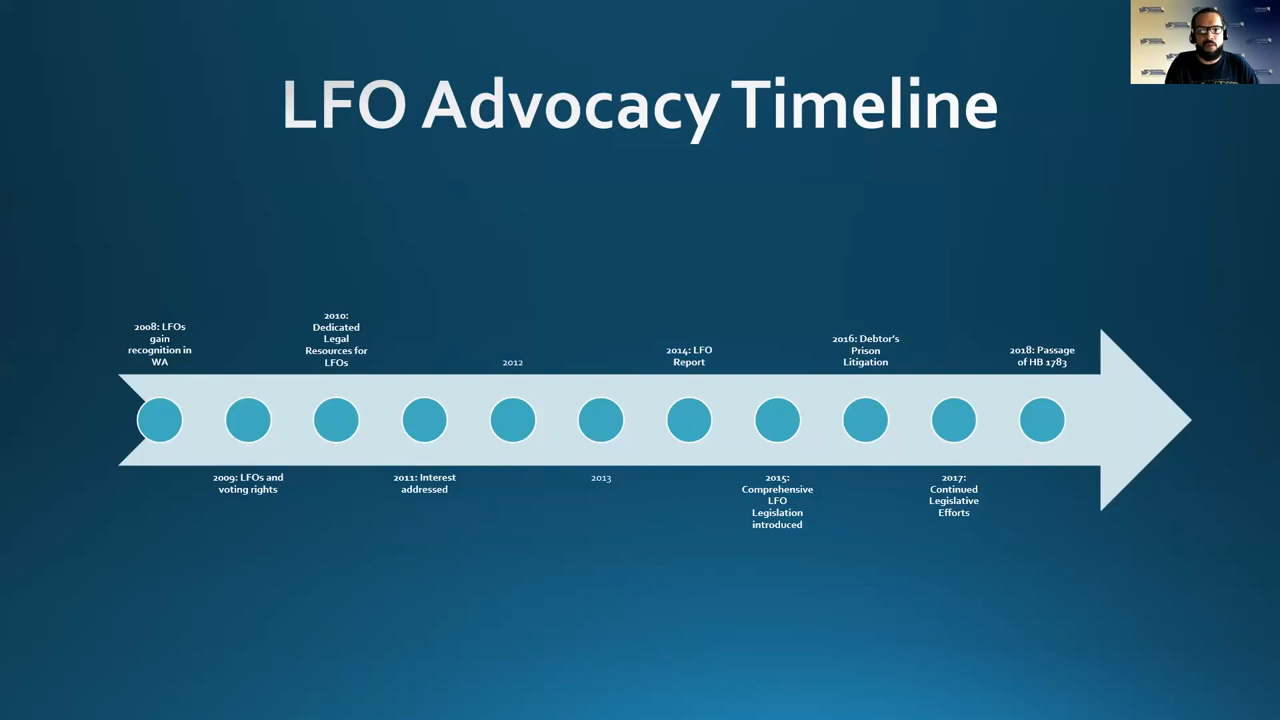 LFO Advocacy Timeline
2008: LFOs
gain
recognition in
WA
2009: LFOs and
voting rights
2010:
Dedicated
Legal
Resources for
LFOs
2011: Interest
addressed
2012
2013
2014: LFO
Report
2015:
Comprehensive
LFO
Legislation
introduced
2016: Debtor's
Prison
Litigation
2017:
Continued
Legislative
Efforts
2018: Passage
of HB 1783